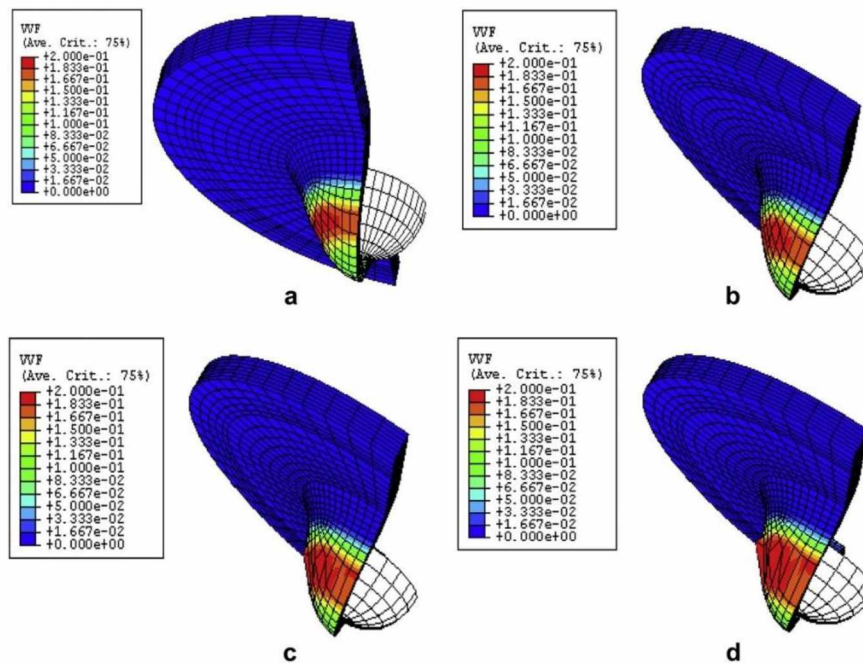 VVF
(Ave. Crit.: 75%)
+2.000e-01
+1.833e-01
+1.667e-01
+1.500e-01
+1.333e-01
+1.167e-01
+1.000e-01
+8.333e-02
+6.667e-02
+5.000e-02
+3.333e-02
+1.667e-02
+0.000e+00
a
VVF
(Ave. Crit.: 75%)
+2.000e-01
+1.833e-01
+1.667e-01
+1.500e-01
+1.333e-01
+1.167e-01
+1.000e-01
+8.333e-02
+6.667e-02
+5.000e-02
+3.333e-02
+1.667e-02
+0.000e+00
b
VVF
(Ave. Crit.: 75%)
+2.000e-01
+1.833e-01
+1.667e-01
+1.500e-01
+1.333e-01
+1.167e-01
+1.000e-01
+8.333e-02
+6.667e-02
+5.000e-02
+3.333e-02
+1.667e-02
+0.000e+00
c
VVF
(Ave. Crit.: 75%)
+2.000e-01
+1.833e-01
+1.667e-01
+1.500e-01
+1.333e-01
+1.167e-01
+1.000e-01
+8.333e-02
+6.667e-02
+5.000e-02
+3.333e-02
+1.667e-02
+0.000e+00
d